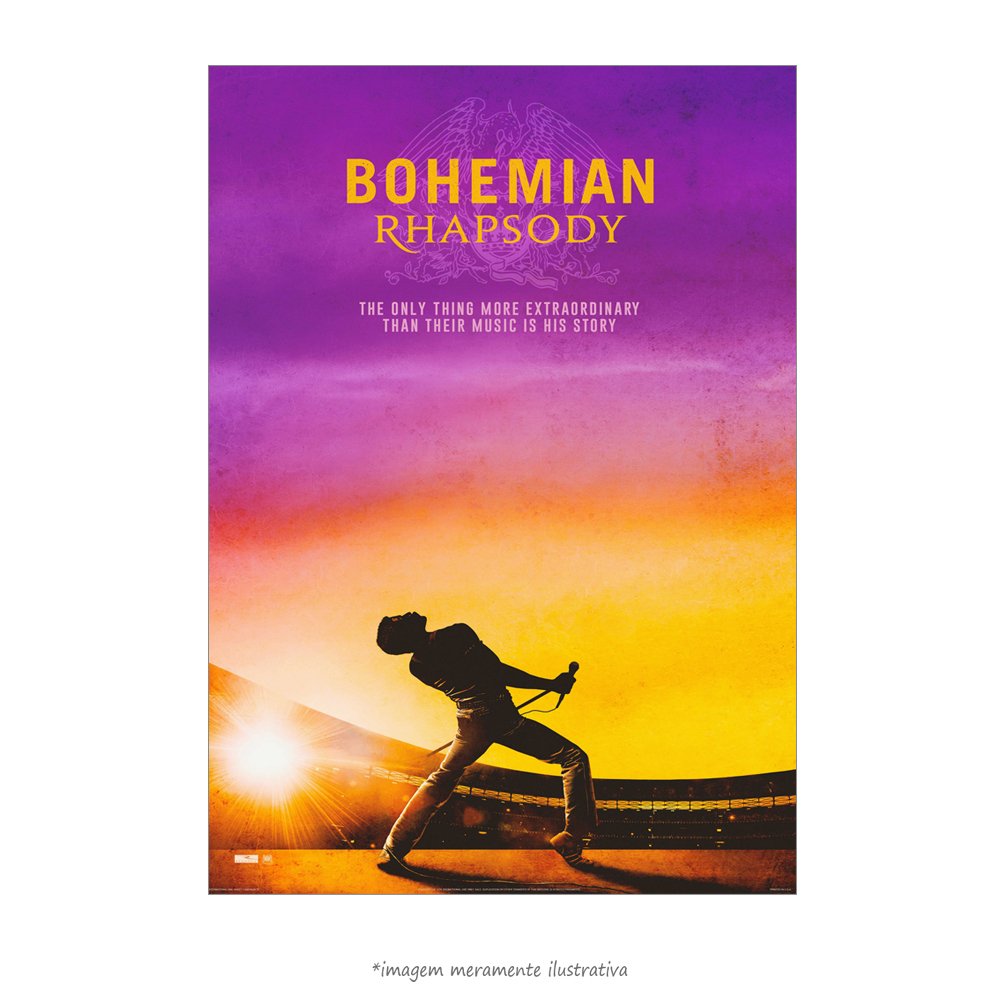 BOHEMIAN
RHAPSODY
THE ONLY THING MORE EXTRAORDINARY
THAN THEIR MUSIC IS HIS STORY
*imagem meramente ilustrativa